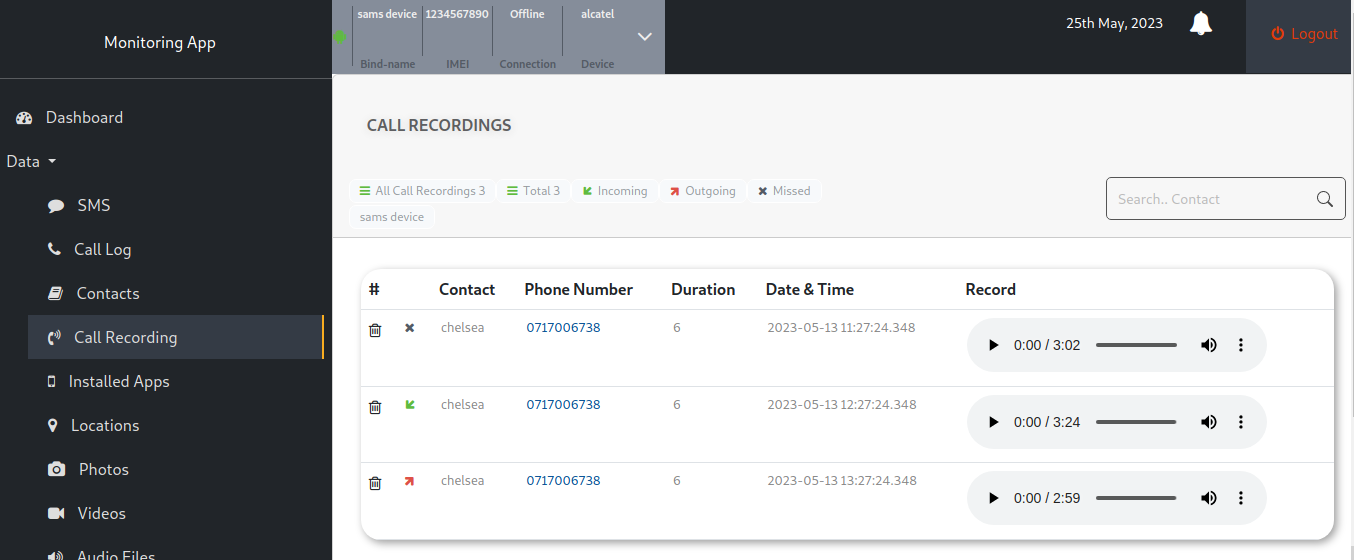 Monitoring App
sams device 1234567890 Offline alcatel
Bind-name IMEI Connection Device
25th May, 2023
Logout
Dashboard
Data
SMS
Call Log
Contacts
Call Recording
Installed Apps
Locations
Photos
Videos
Audio Files
CALL RECORDINGS
All Call Recordings 3 Total 3 Incoming Outgoing Missed
sams device
Search.. Contact
# Contact Phone Number Duration Date & Time Record
chelsea 0717006738 6 2023-05-13 11:27:24.348 0:00 / 3:02
chelsea 0717006738 6 2023-05-13 12:27:24.348 0:00 / 3:24
chelsea 0717006738 6 2023-05-13 13:27:24.348 0:00 / 2:59